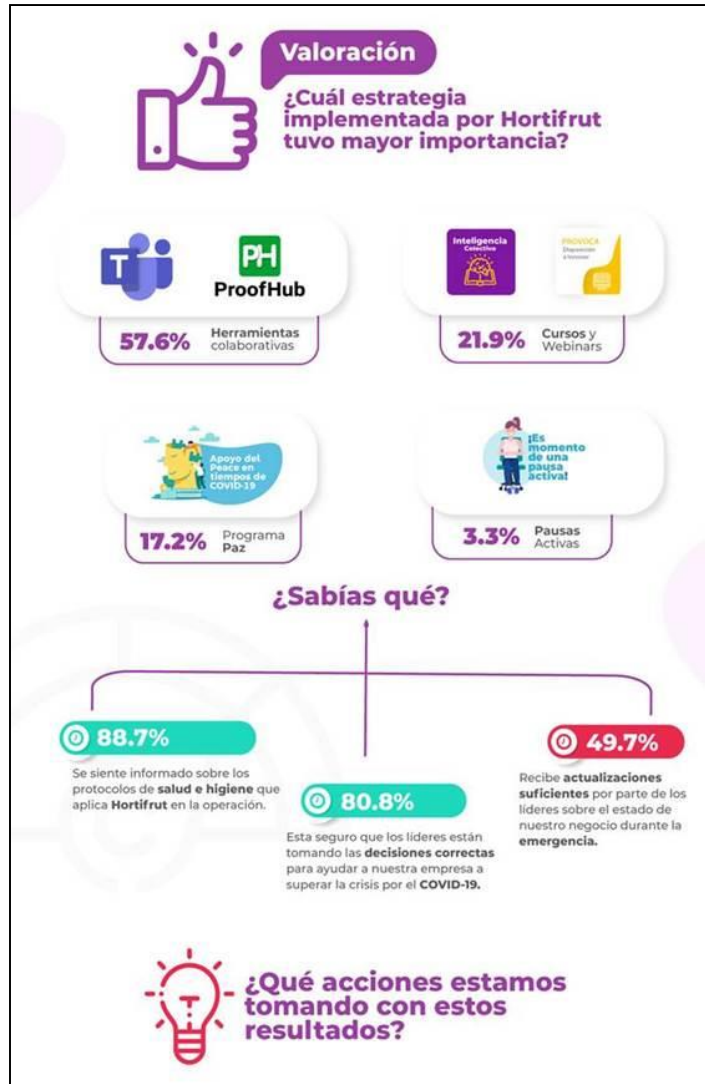 Valoración
¿Cuál estrategia
implementada por Hortifrut
tuvo mayor importancia?
T
PH
ProofHub
57.6% Herramientas
colaborativas
Inteligencia
Colectiva
PROVOCA
Disposición
a innovar
21.9% Cursos y
Webinars
Apoyo del
Peace en
tiempos de
COVID-19
17.2% Programa
Paz
¡Es
momento
de una
pausa
activa!
3.3% Pausas
Activas
¿Sabías qué?
88.7%
Se siente informado sobre los
protocolos de salud e higiene que
aplica Hortifrut en la operación.
80.8%
Esta seguro que los líderes están
tomando las decisiones correctas
para ayudar a nuestra empresa a
superar la crisis por el COVID-19.
49.7%
Recibe actualizaciones
suficientes por parte de los
líderes sobre el estado de
nuestro negocio durante la
emergencia.
¿Qué acciones estamos
tomando con estos
resultados?